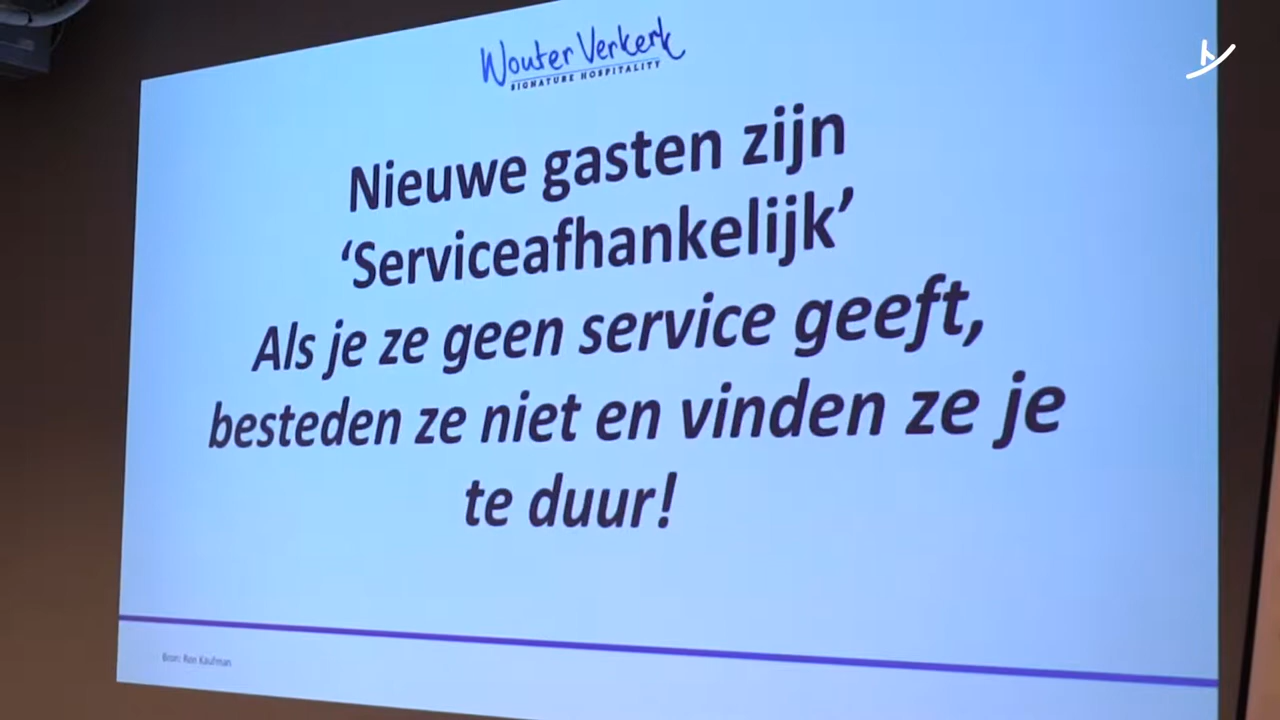 Wouter Verkerk
SIGNATURE HOSPITALITY
Nieuwe gasten zijn
‘Serviceafhankelijk’
Als je ze geen service geeft,
besteden ze niet en vinden ze je
te duur!
Bron: Ron Kaufman